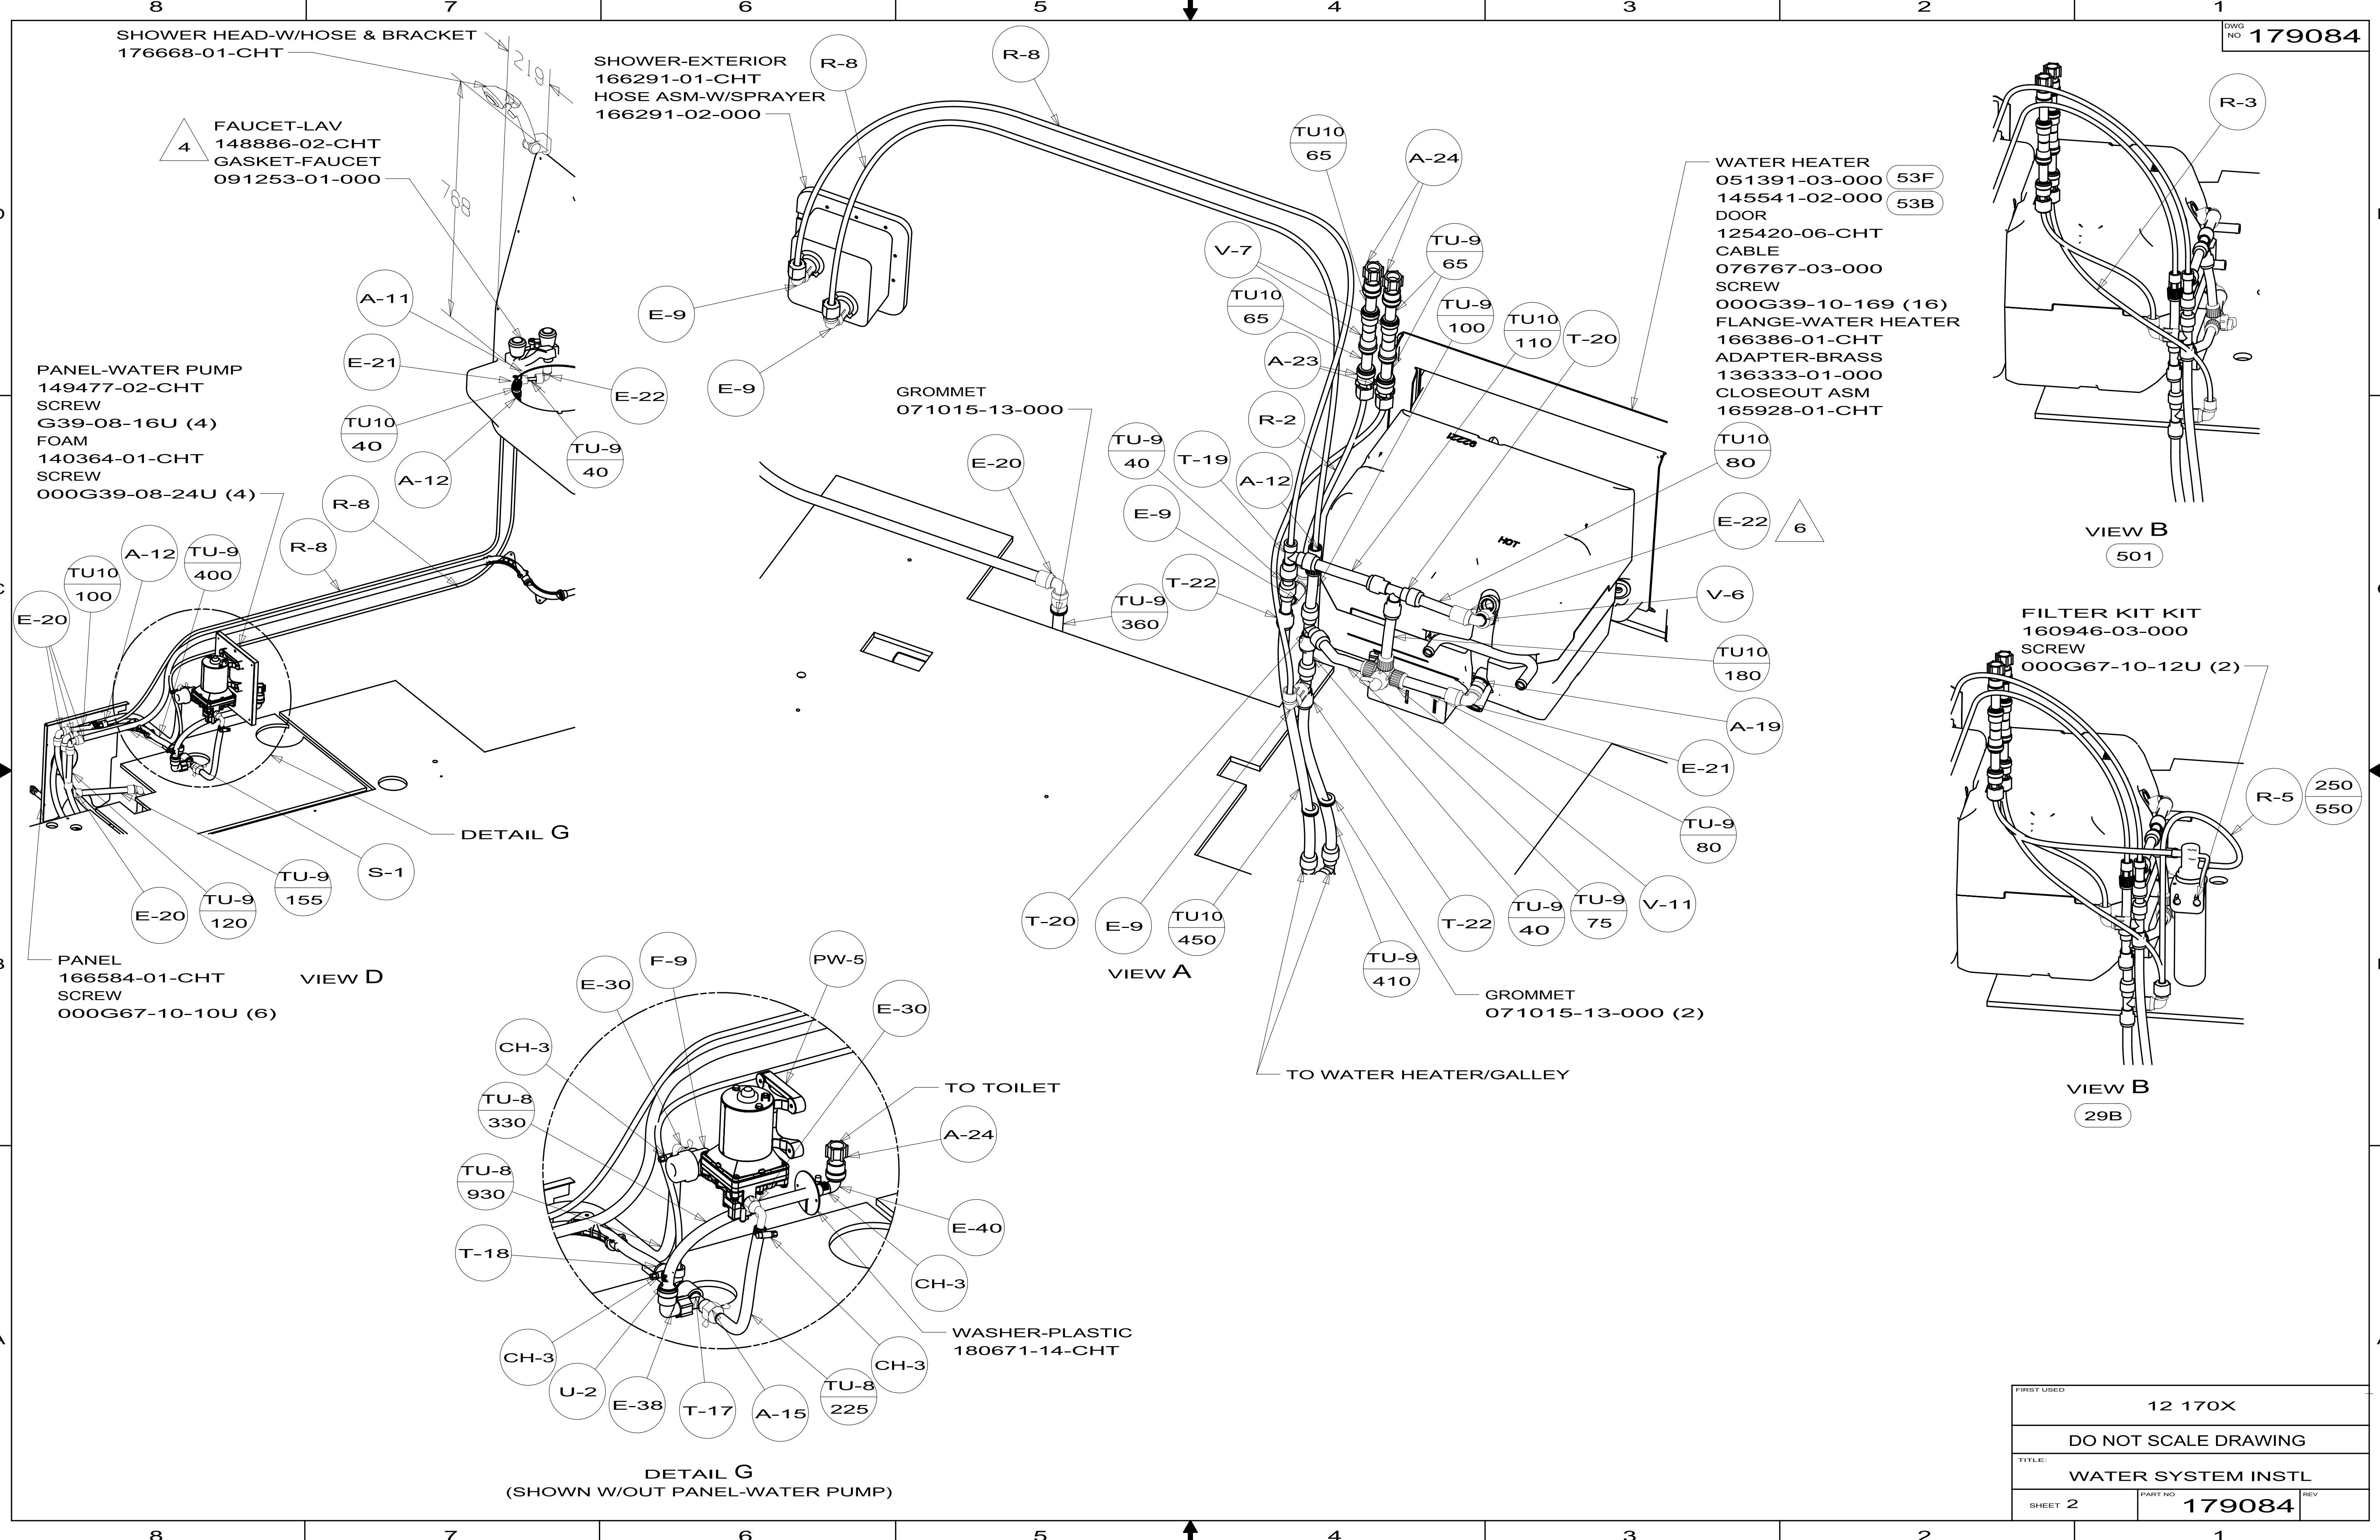 8 7 6 5 4 3 2 1
DWG
NO 179084
SHOWER HEAD-W/HOSE & BRACKET
176668-01-CHT
219
768
4
FAUCET-LAV
148886-02-CHT
GASKET-FAUCET
091253-01-000
SHOWER-EXTERIOR
166291-01-CHT
HOSE ASM-W/SPRAYER
166291-02-000
R-8
R-8
E-9
E-9
A-11
E-21
TU10
40
A-12
TU-9
40
E-22
PANEL-WATER PUMP
149477-02-CHT
SCREW
G39-08-16U (4)
FOAM
140364-01-CHT
SCREW
000G39-08-24U (4)
R-8
R-8
A-12
TU-9
400
TU10
100
E-20
DETAIL G
S-1
TU-9
155
TU-9
120
E-20
PANEL
166584-01-CHT
SCREW
000G67-10-10U (6)
VIEW D
GROMMET
071015-13-000
E-20
TU-9
360
TU10
65
A-24
V-7
TU-9
65
TU10
65
TU-9
100
TU10
110
T-20
A-23
R-2
TU-9
40
T-19
A-12
E-9
T-22
WATER HEATER
051391-03-000 53F
145541-02-000 53B
DOOR
125420-06-CHT
CABLE
076767-03-000
SCREW
000G39-10-169 (16)
FLANGE-WATER HEATER
166386-01-CHT
ADAPTER-BRASS
136333-01-000
CLOSEOUT ASM
165928-01-CHT
HOT
TU10
80
E-22
6
V-6
TU10
180
A-19
E-21
TU-9
80
V-11
TU-9
75
TU-9
40
T-22
T-20
E-9
TU10
450
TU-9
410
VIEW A
GROMMET
071015-13-000 (2)
TO WATER HEATER/GALLEY
R-3
VIEW B
501
FILTER KIT KIT
160946-03-000
SCREW
000G67-10-12U (2)
R-5
250
550
VIEW B
29B
F-9
PW-5
E-30
E-30
CH-3
TO TOILET
TU-8
330
A-24
TU-8
930
E-40
T-18
CH-3
WASHER-PLASTIC
180671-14-CHT
CH-3
CH-3
U-2
E-38
T-17
A-15
TU-8
225
DETAIL G
(SHOWN W/OUT PANEL-WATER PUMP)
FIRST USED
12 170X
DO NOT SCALE DRAWING
TITLE:
WATER SYSTEM INSTL
SHEET 2
PART NO 179084
REV
8 7 6 5 4 3 2 1